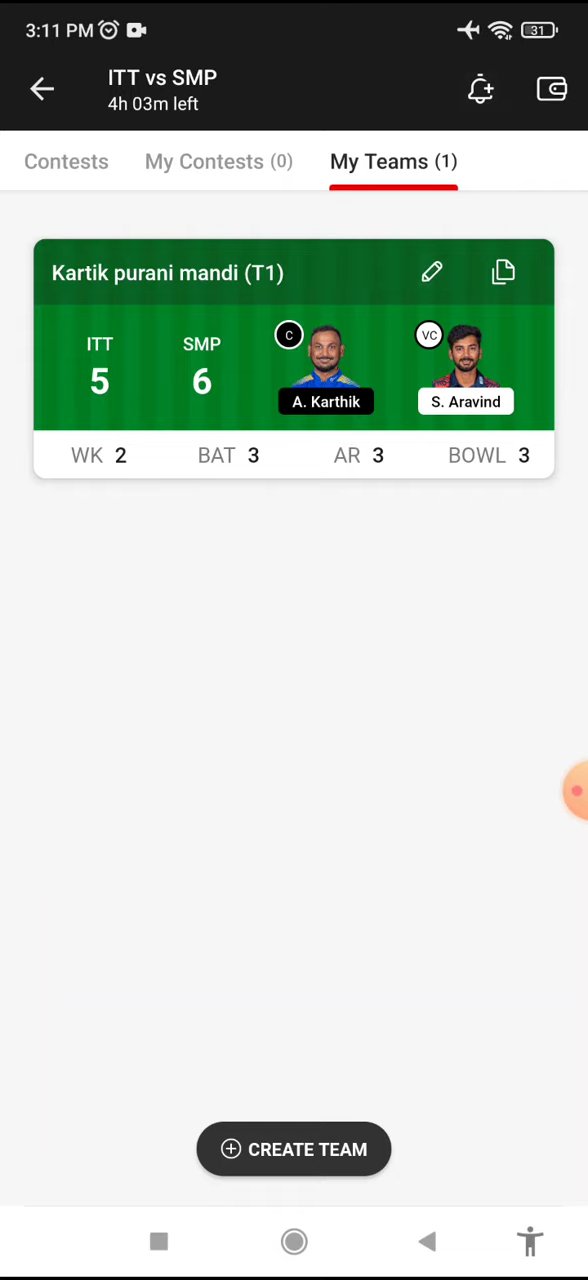 3:11 PM
31
ITT vs SMP
4h 03m left
Contests
My Contests (0)
My Teams (1)
Kartik purani mandi (T1)
ITT
SMP
5
6
C
VC
A. Karthik
S. Aravind
WK 2
BAT 3
AR 3
BOWL 3
CREATE TEAM